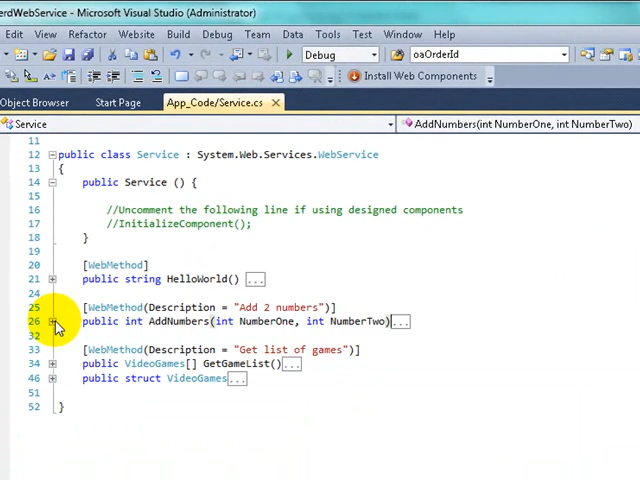 erdWebService - Microsoft Visual Studio (Administrator)
Edit View Refactor Website Build Debug Team Data Tools Test Window Help
Debug oaOrderId
Install Web Components
Object Browser Start Page App_Code/Service.cs
Service AddNumbers(int NumberOne, int NumberTwo)
11
12 public class Service : System.Web.Services.WebService
13 {
14 public Service () {
15
16 //Uncomment the following line if using designed components
17 //InitializeComponent();
18 }
19
20 [WebMethod]
21 public string HelloWorld() ...
24
25 [WebMethod(Description = "Add 2 numbers")]
26 public int AddNumbers(int NumberOne, int NumberTwo)...
32
33 [WebMethod(Description = "Get list of games")]
34 public VideoGames[] GetGameList()...
46 public struct VideoGames...
51
52 }